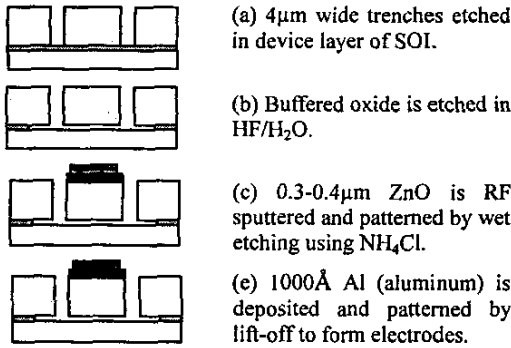 (a) 4μm wide trenches etched
in device layer of SOI.
(b) Buffered oxide is etched in
HF/H₂O.
(c) 0.3-0.4μm ZnO is RF
sputtered and patterned by wet
etching using NH₄Cl.
(e) 1000Å Al (aluminum) is
deposited and patterned by
lift-off to form electrodes.